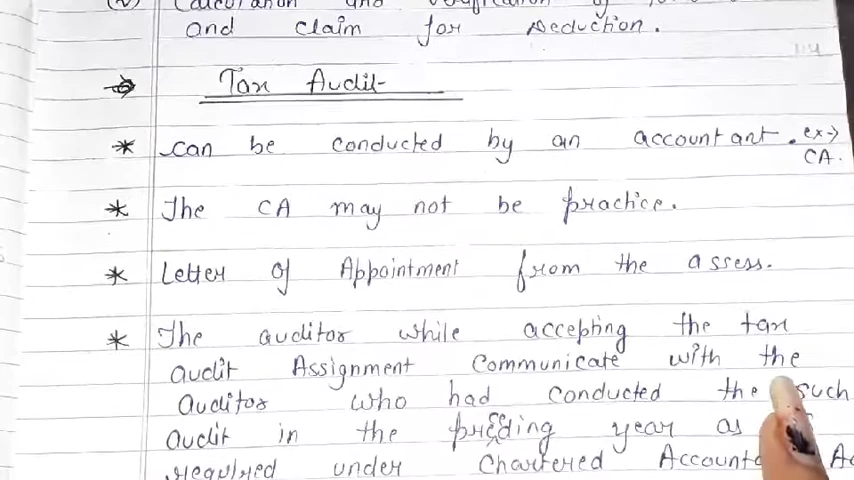 and claim for Deduction.
Tax Audit
* can be conducted by an accountant. ex→
CA.
* The CA may not be practice.
* Letter of Appointment from the assess.
* The auditor while accepting the tax
audit Assignment Communicate with the
auditor who had conducted the such
audit in the preceding year as
required under Chartered